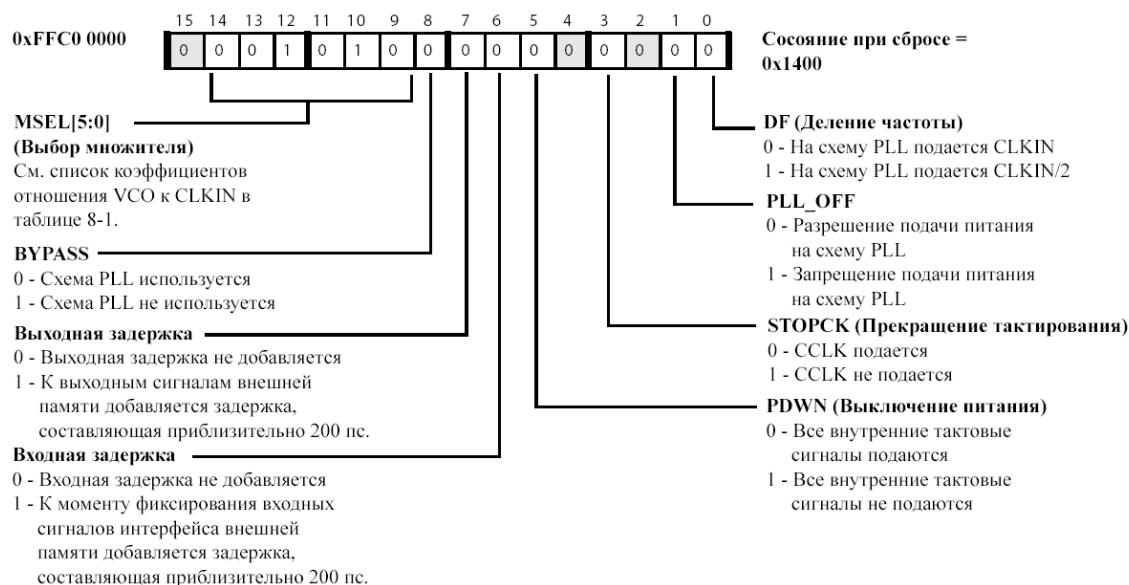 15 14 13 12 11 10 9 8 7 6 5 4 3 2 1 0
0xFFC0 0000
0 0 0 1 0 1 0 0 0 0 0 0 0 0 0 0
Сосояние при сбросе =
0x1400
MSEL[5:0]
(Выбор множителя)
См. список коэффициентов
отношения VCO к CLKIN в
таблице 8-1.
BYPASS
0 - Схема PLL используется
1 - Схема PLL не используется
Выходная задержка
0 - Выходная задержка не добавляется
1 - К выходным сигналам внешней
памяти добавляется задержка,
составляющая приблизительно 200 пс.
Входная задержка
0 - Входная задержка не добавляется
1 - К моменту фиксирования входных
сигналов интерфейса внешней
памяти добавляется задержка,
составляющая приблизительно 200 пс.
DF (Деление частоты)
0 - На схему PLL подается CLKIN
1 - На схему PLL подается CLKIN/2
PLL_OFF
0 - Разрешение подачи питания
на схему PLL
1 - Запрещение подачи питания
на схему PLL
STOPCK (Прекращение тактирования)
0 - CCLK подается
1 - CCLK не подается
PDWN (Выключение питания)
0 - Все внутренние тактовые
сигналы подаются
1 - Все внутренние тактовые
сигналы не подаются